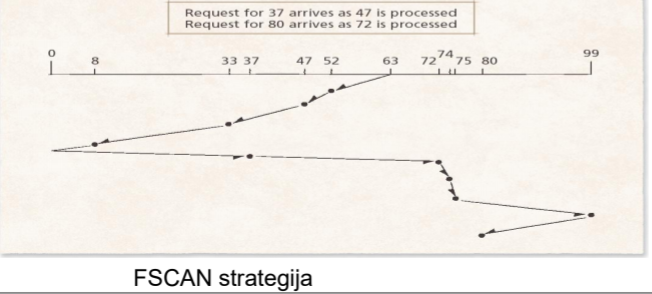 Request for 37 arrives as 47 is processed
Request for 80 arrives as 72 is processed
0 8 33 37 47 52 63 72 74 75 80 99
FSCAN strategija